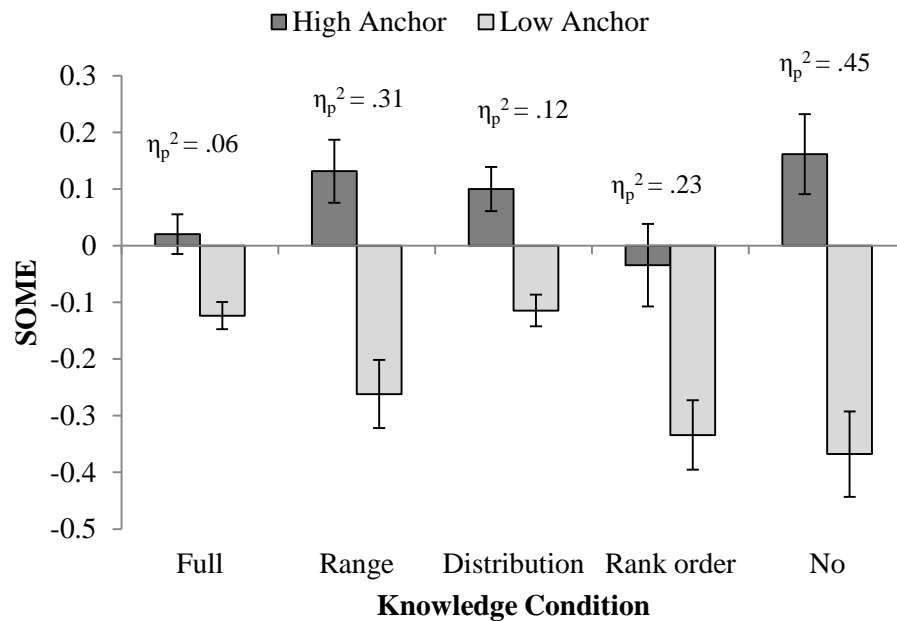 High Anchor Low Anchor
0.3
0.2
0.1
0
-0.1
-0.2
-0.3
-0.4
-0.5
SOME
ηp² = .06
ηp² = .31
ηp² = .12
ηp² = .23
ηp² = .45
Full Range Distribution Rank order No
Knowledge Condition